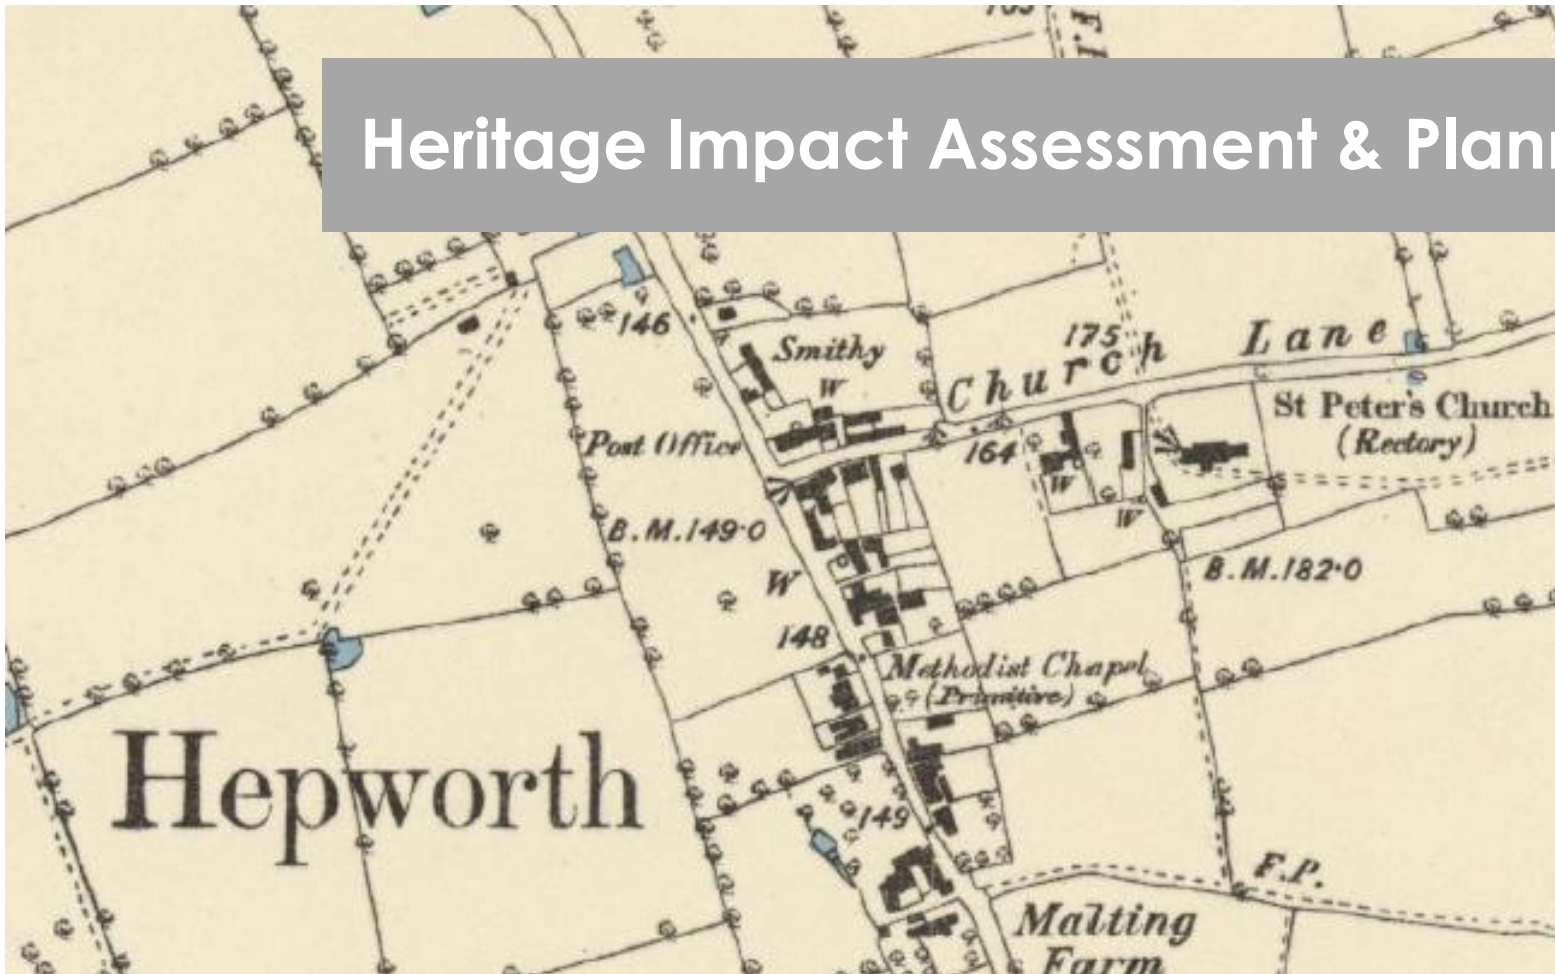 F.P.
Heritage Impact Assessment & Plan
146
Smithy
W
175
Church Lane
St Peter's Church
(Rectory)
Post Office
164
W
W
B.M.149·0
B.M.182·0
W
148
Methodist Chapel
(Primitive)
Hepworth
149
F.P.
Malting
Farm